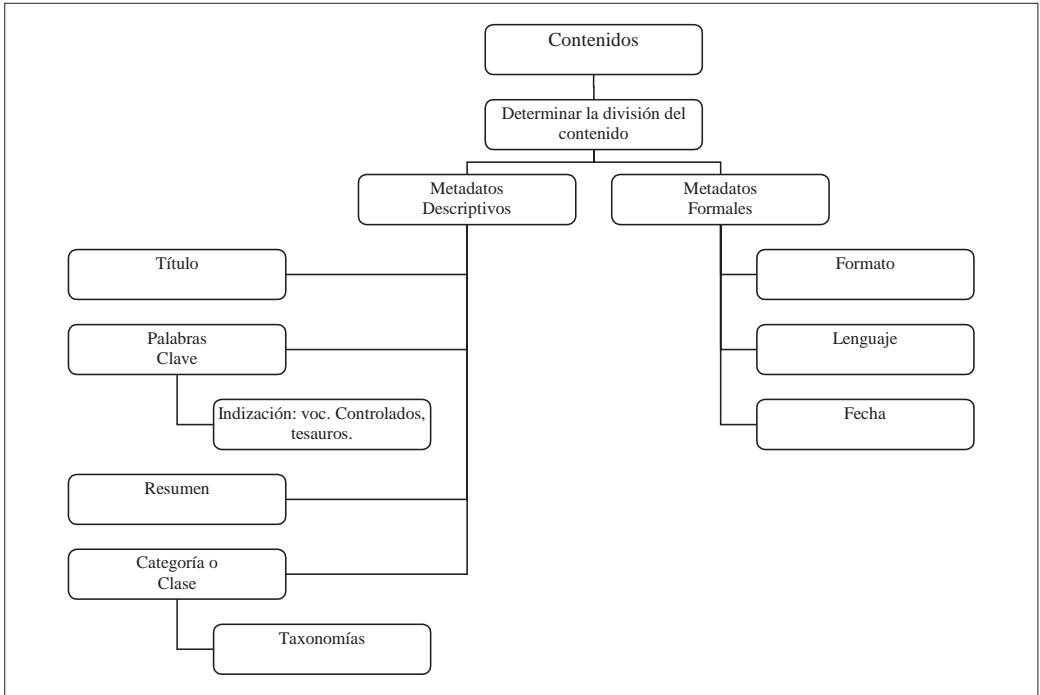 Contenidos
Determinar la división del
contenido
Metadatos
Descriptivos
Metadatos
Formales
Título
Formato
Palabras
Clave
Lenguaje
Indización: voc. Controlados,
tesauros.
Fecha
Resumen
Categoría o
Clase
Taxonomías